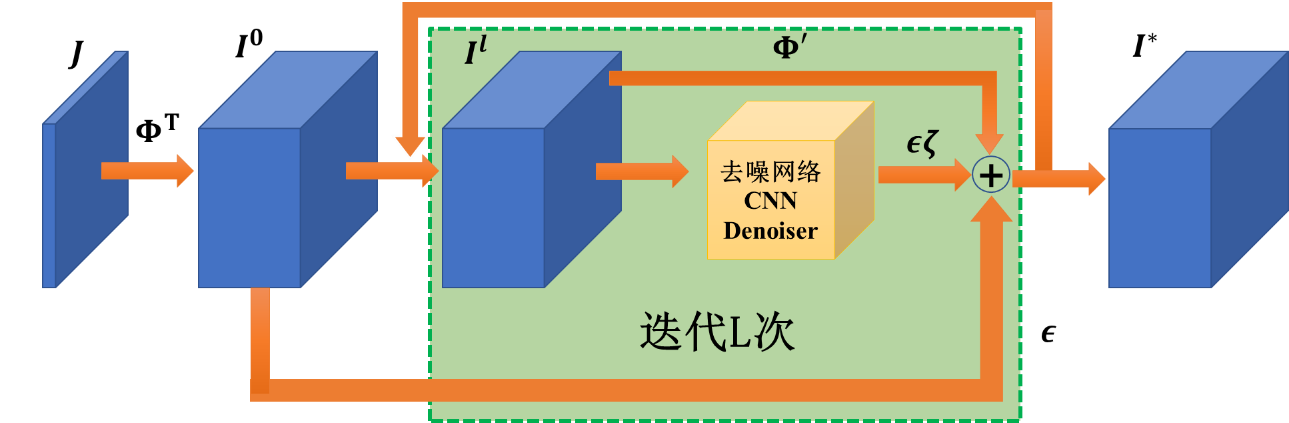 J
Φᵀ
I⁰
Iˡ
Φ′
去噪网络
CNN
Denoiser
ϵζ
+
I*
迭代L次
ϵ